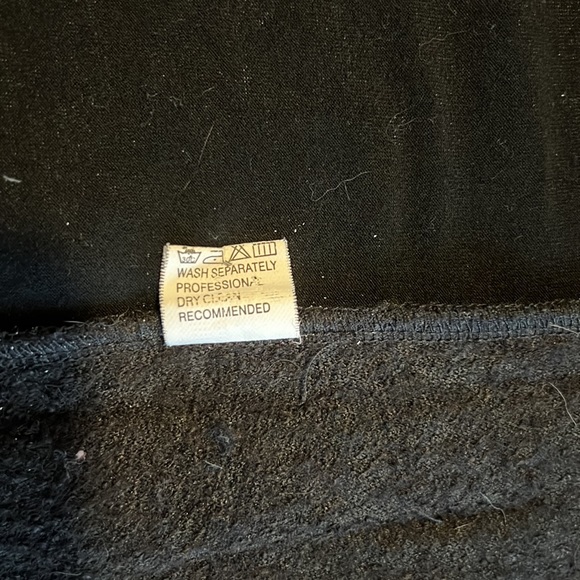 WASH SEPARATELY
PROFESSIONAL
DRY CLEAN
RECOMMENDED